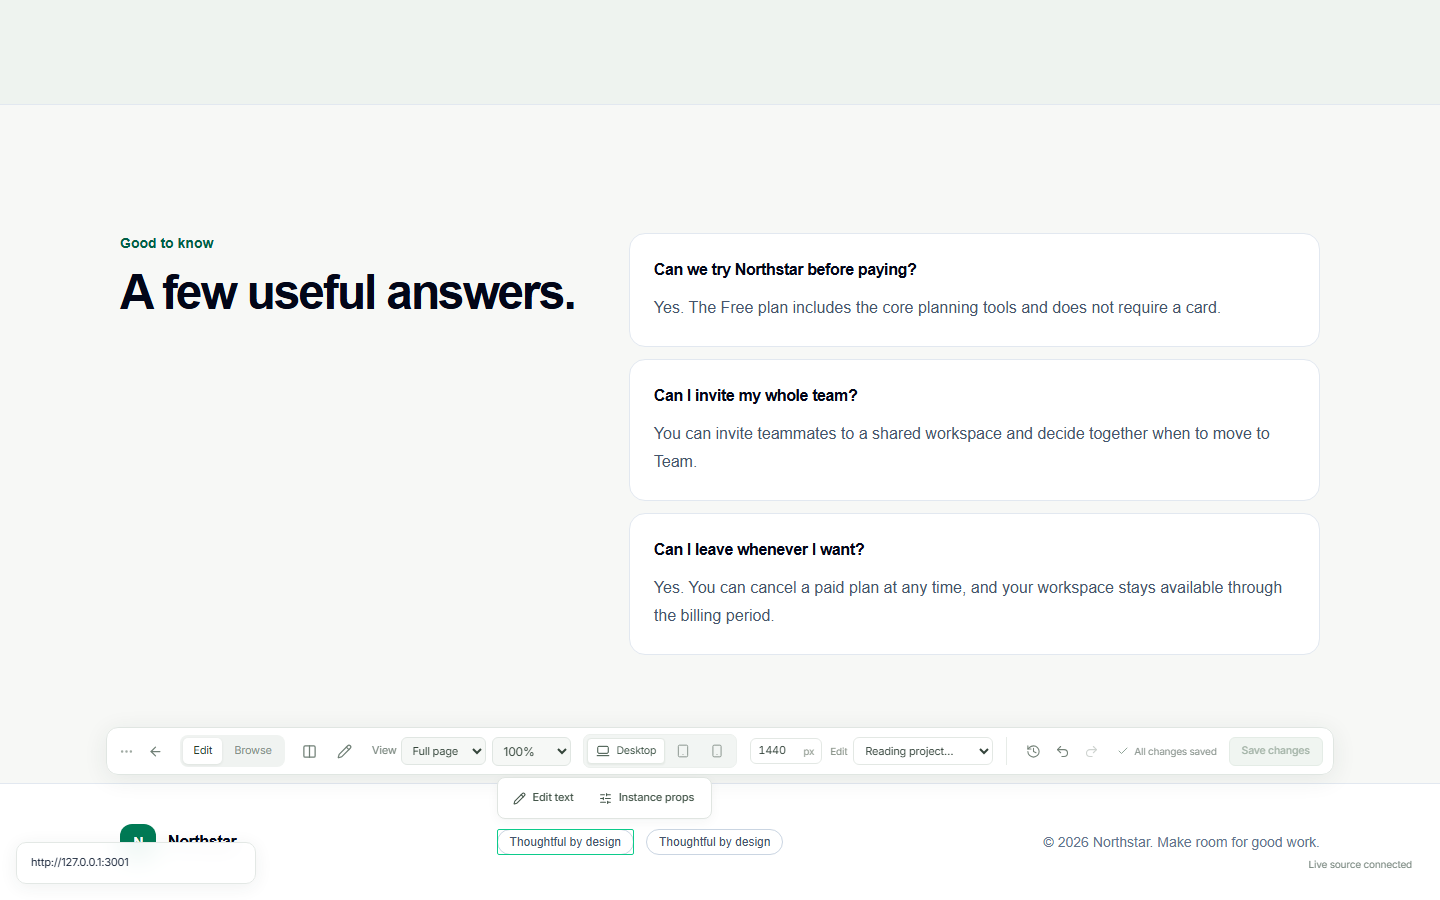 Good to know
A few useful answers.
Can we try Northstar before paying?
Yes. The Free plan includes the core planning tools and does not require a card.
Can I invite my whole team?
You can invite teammates to a shared workspace and decide together when to move to
Team.
Can I leave whenever I want?
Yes. You can cancel a paid plan at any time, and your workspace stays available through
the billing period.
Edit Browse View Full page 100% Desktop 1440 px Edit Reading project... All changes saved Save changes
Edit text Instance props
N Northstar Thoughtful by design Thoughtful by design © 2026 Northstar. Make room for good work.
http://127.0.0.1:3001 Live source connected